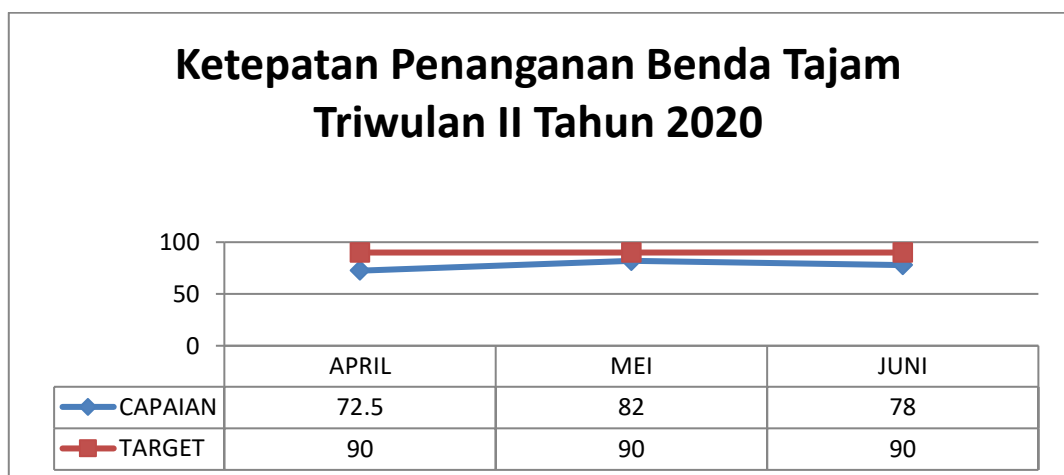 Ketepatan Penanganan Benda Tajam
Triwulan II Tahun 2020
100
50
0
APRIL MEI JUNI
CAPAIAN 72.5 82 78
TARGET 90 90 90